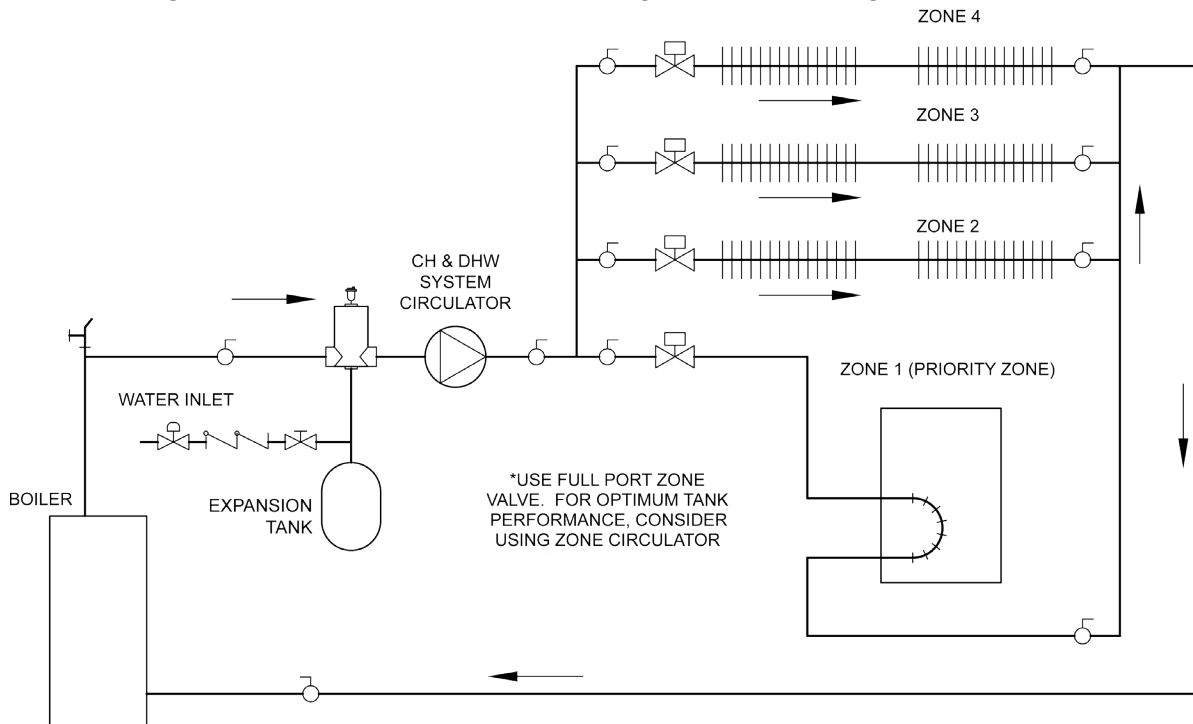 ZONE 4
ZONE 3
ZONE 2
CH & DHW
SYSTEM
CIRCULATOR
ZONE 1 (PRIORITY ZONE)
WATER INLET
*USE FULL PORT ZONE
VALVE. FOR OPTIMUM TANK
PERFORMANCE, CONSIDER
USING ZONE CIRCULATOR
BOILER
EXPANSION
TANK